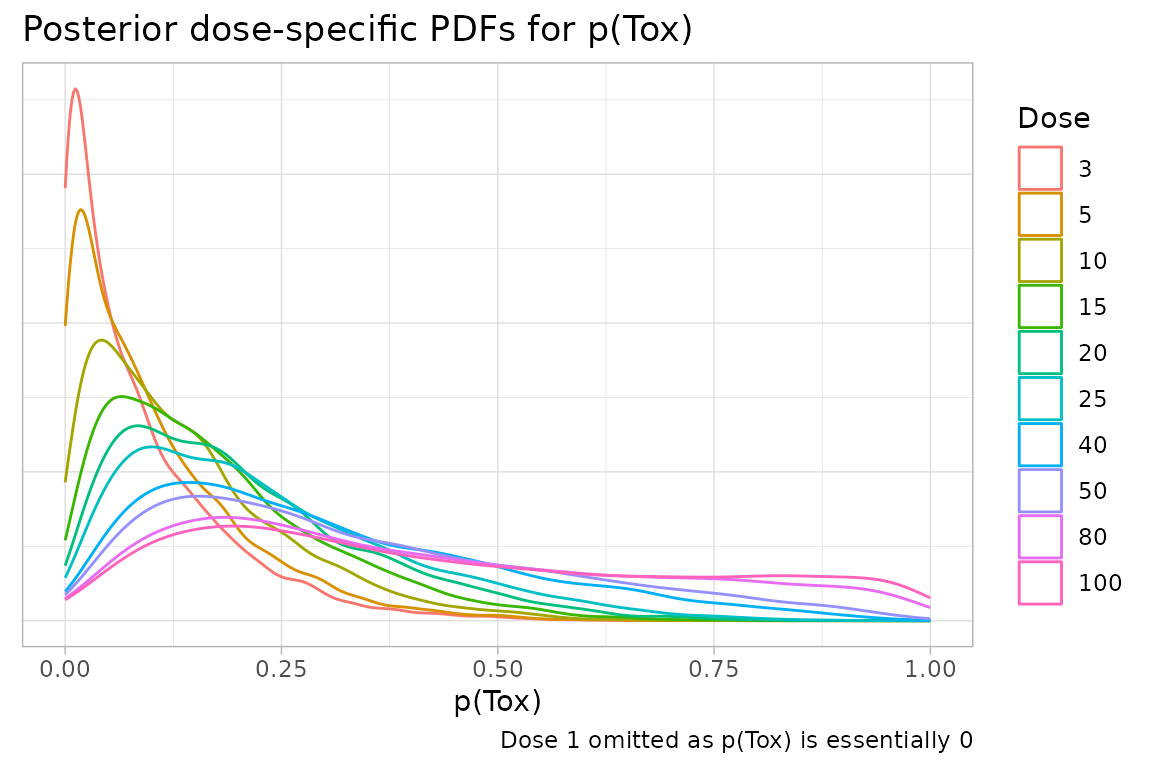 Posterior dose-specific PDFs for p(Tox)
Dose
3
5
10
15
20
25
40
50
80
100
0.00 0.25 0.50 0.75 1.00
p(Tox)
Dose 1 omitted as p(Tox) is essentially 0